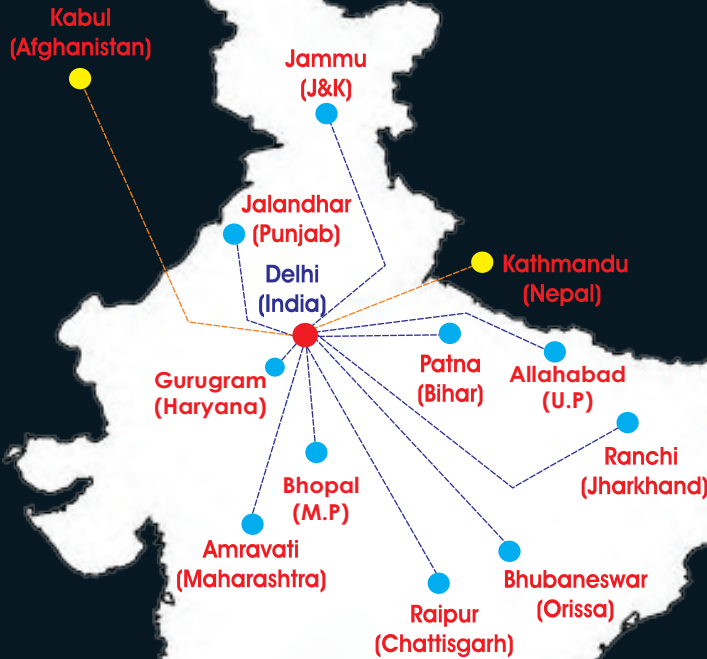 Kabul
(Afghanistan)
Jammu
(J&K)
Jalandhar
(Punjab)
Delhi
(India)
Kathmandu
(Nepal)
Gurugram
(Haryana)
Patna
(Bihar)
Allahabad
(U.P)
Ranchi
(Jharkhand)
Bhopal
(M.P)
Amravati
(Maharashtra)
Bhubaneswar
(Orissa)
Raipur
(Chattisgarh)